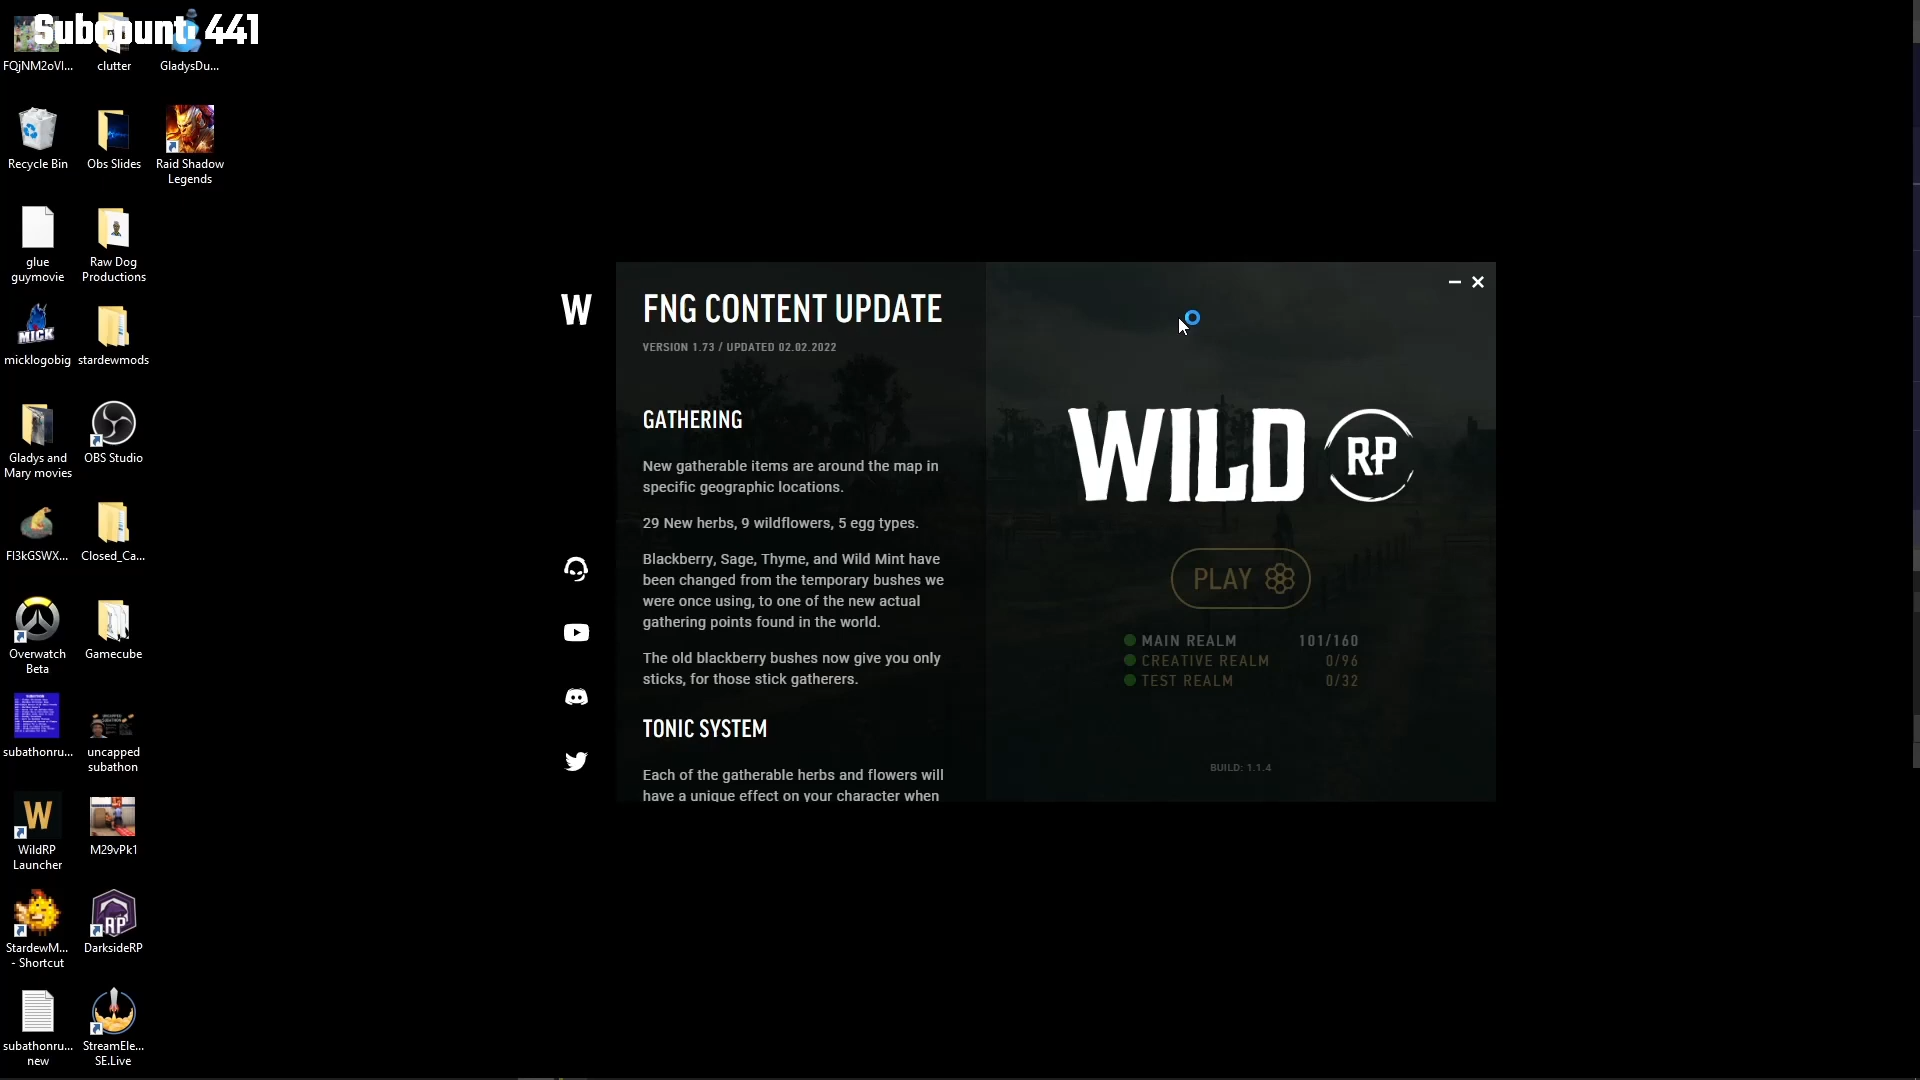 Subcount: 441
FQjNM2oVI...
clutter
GladysDu...
Recycle Bin
Obs Slides
Raid Shadow
Legends
glue
guymovie
Raw Dog
Productions
MICK
micklogobig
stardewmods
Gladys and
Mary movies
OBS Studio
FI3kGSWX...
Closed_Ca...
Overwatch
Beta
Gamecube
subathonru...
uncapped
subathon
W
WildRP
Launcher
M29vPk1
StardewM...
- Shortcut
RP
DarksideRP
subathonru...
new
StreamEle...
SE.Live
W
FNG CONTENT UPDATE
VERSION 1.73 / UPDATED 02.02.2022
GATHERING
New gatherable items are around the map in
specific geographic locations.
29 New herbs, 9 wildflowers, 5 egg types.
Blackberry, Sage, Thyme, and Wild Mint have
been changed from the temporary bushes we
were once using, to one of the new actual
gathering points found in the world.
The old blackberry bushes now give you only
sticks, for those stick gatherers.
TONIC SYSTEM
Each of the gatherable herbs and flowers will
have a unique effect on your character when
WILD RP
PLAY
MAIN REALM 101/160
CREATIVE REALM 0/96
TEST REALM 0/32
BUILD: 1.1.4